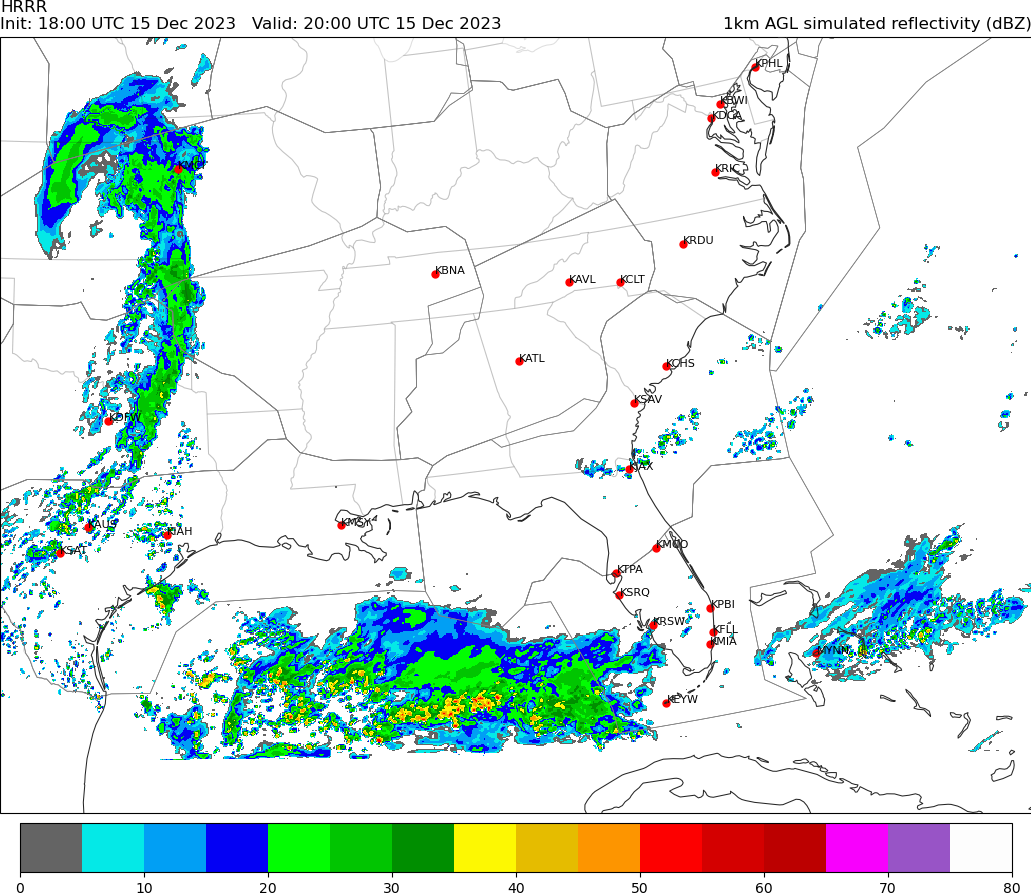 HRRR
Init: 18:00 UTC 15 Dec 2023 Valid: 20:00 UTC 15 Dec 2023 1km AGL simulated reflectivity (dBZ)
KPHL
KBWI
KDCA
KRIC
KRDU
KBNA
KAVL KCLT
KATL
KCHS
KSAV
KDFW
KJAX
KMSY
KAUS
KIAH
KSAT
KMCO
KTPA
KSRQ
KPBI
KRSW
KFLL
KMIA
MYNN
KEYW
0 10 20 30 40 50 60 70 80